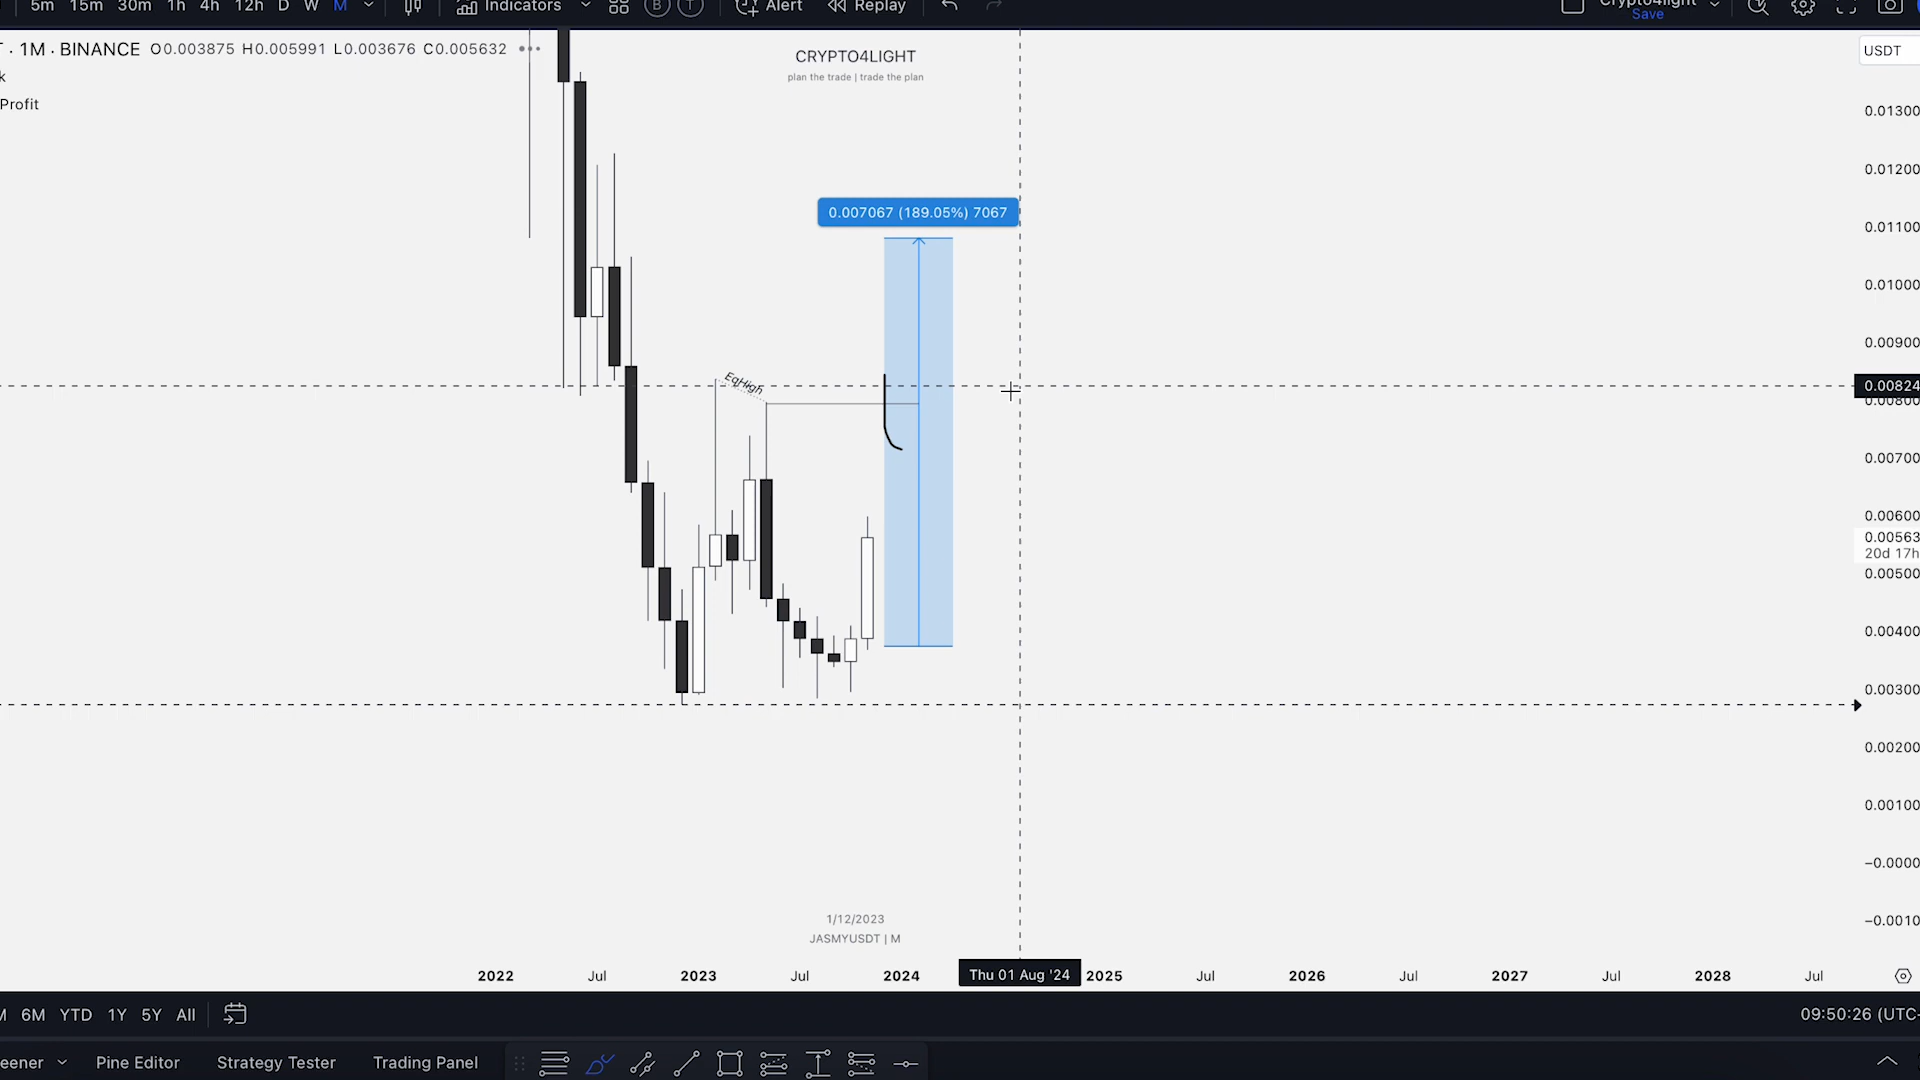 5m 15m 30m 1h 4h 12h D W M Indicators B T Alert Replay
Save
1M · BINANCE O0.003875 H0.005991 L0.003676 C0.005632
USDT
Profit
CRYPTO4LIGHT
plan the trade | trade the plan
0.01300
0.01200
0.007067 (189.05%) 7067
0.01100
0.01000
0.00900
EqHigh
0.00824
0.00800
0.00700
0.00600
0.00563
20d 17h
0.00500
0.00400
0.00300
0.00200
0.00100
−0.0000
−0.0010
1/12/2023
JASMYUSDT | M
2022 Jul 2023 Jul 2024 Thu 01 Aug '24 2025 Jul 2026 Jul 2027 Jul 2028 Jul
6M YTD 1Y 5Y All
09:50:26 (UTC-
eener Pine Editor Strategy Tester Trading Panel